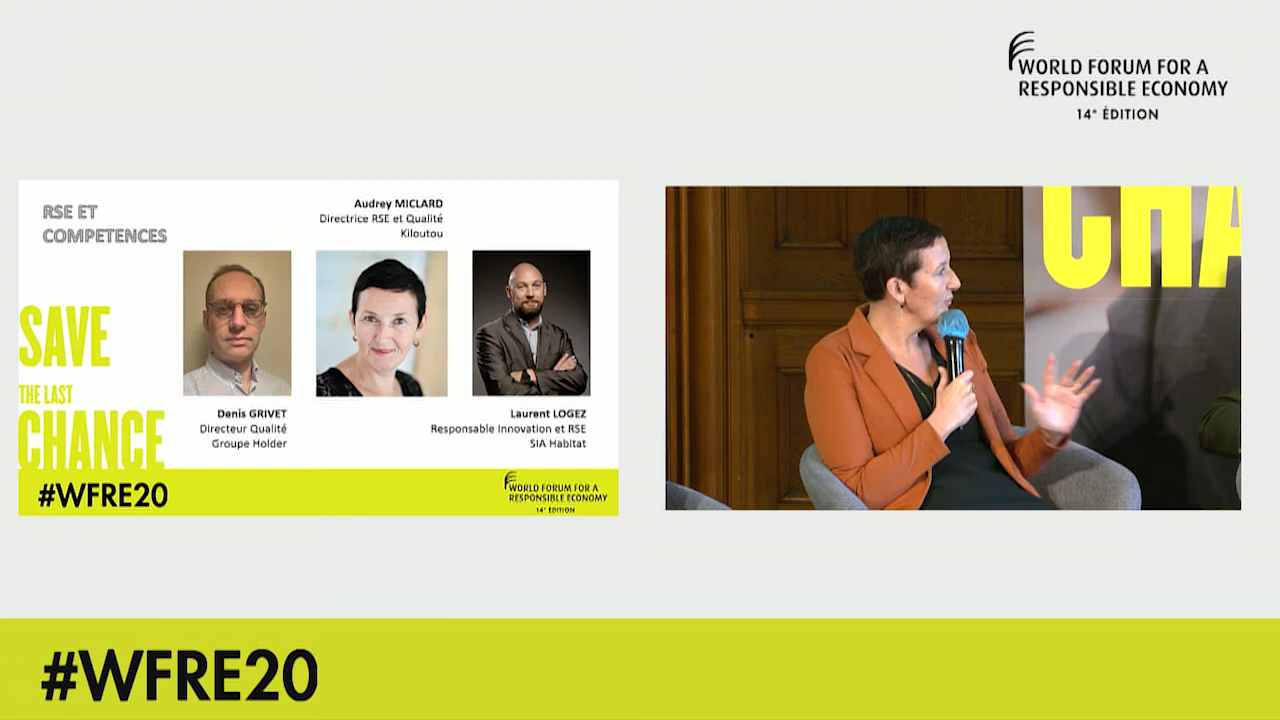 WORLD FORUM FOR A
RESPONSIBLE ECONOMY
14e ÉDITION
RSE ET
COMPETENCES
Audrey MICLARD
Directrice RSE et Qualité
Kiloutou
SAVE
THE LAST
CHANCE
Denis GRIVET
Directeur Qualité
Groupe Holder
Laurent LOGEZ
Responsable Innovation et RSE
SIA Habitat
#WFRE20
WORLD FORUM FOR A
RESPONSIBLE ECONOMY
14e ÉDITION
CHA
#WFRE20